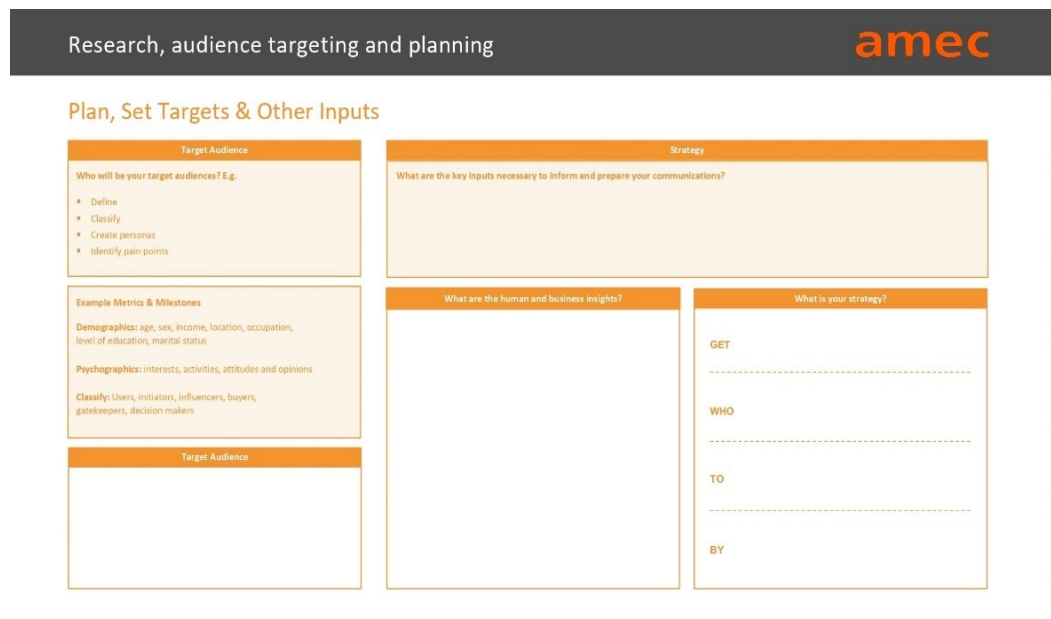 Research, audience targeting and planning
amec
Plan, Set Targets & Other Inputs
Target Audience
Who will be your target audiences? E.g.
▪ Define
▪ Classify
▪ Create personas
▪ Identify pain points
Example Metrics & Milestones
Demographics: age, sex, income, location, occupation,
level of education, marital status
Psychographics: interests, activities, attitudes and opinions
Classify: Users, initiators, influencers, buyers,
gatekeepers, decision makers
Target Audience
Strategy
What are the key inputs necessary to inform and prepare your communications?
What are the human and business insights?
What is your strategy?
GET
WHO
TO
BY